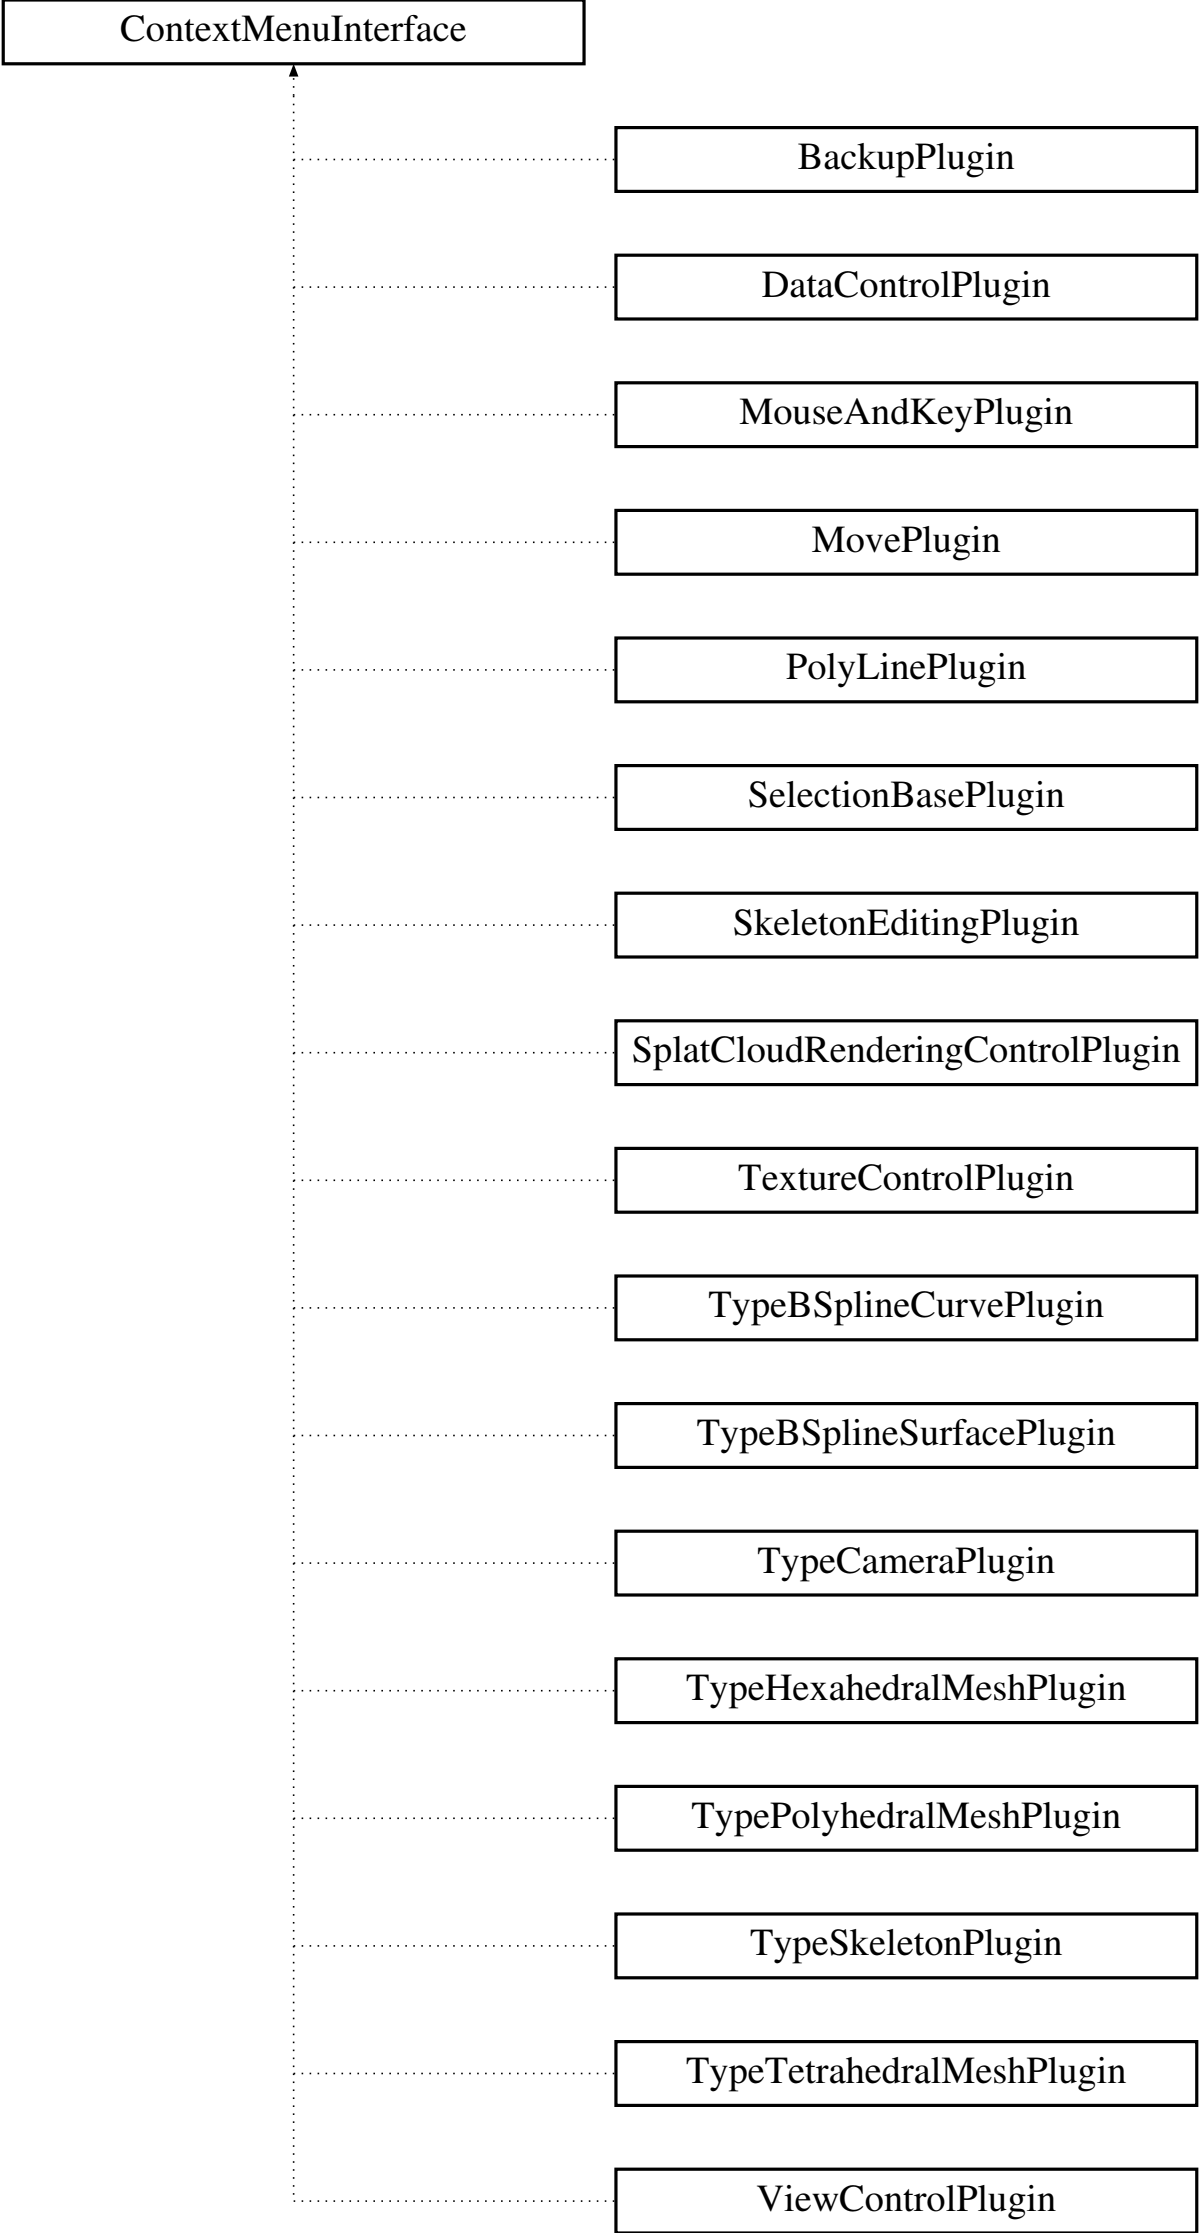 ContextMenuInterface
BackupPlugin
DataControlPlugin
MouseAndKeyPlugin
MovePlugin
PolyLinePlugin
SelectionBasePlugin
SkeletonEditingPlugin
SplatCloudRenderingControlPlugin
TextureControlPlugin
TypeBSplineCurvePlugin
TypeBSplineSurfacePlugin
TypeCameraPlugin
TypeHexahedralMeshPlugin
TypePolyhedralMeshPlugin
TypeSkeletonPlugin
TypeTetrahedralMeshPlugin
ViewControlPlugin